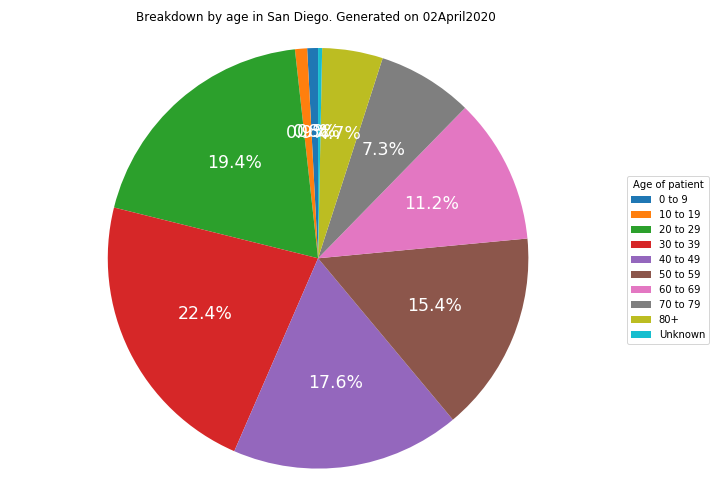 Breakdown by age in San Diego. Generated on 02April2020
19.4%
7.3%
11.2%
22.4%
15.4%
17.6%
Age of patient
0 to 9
10 to 19
20 to 29
30 to 39
40 to 49
50 to 59
60 to 69
70 to 79
80+
Unknown